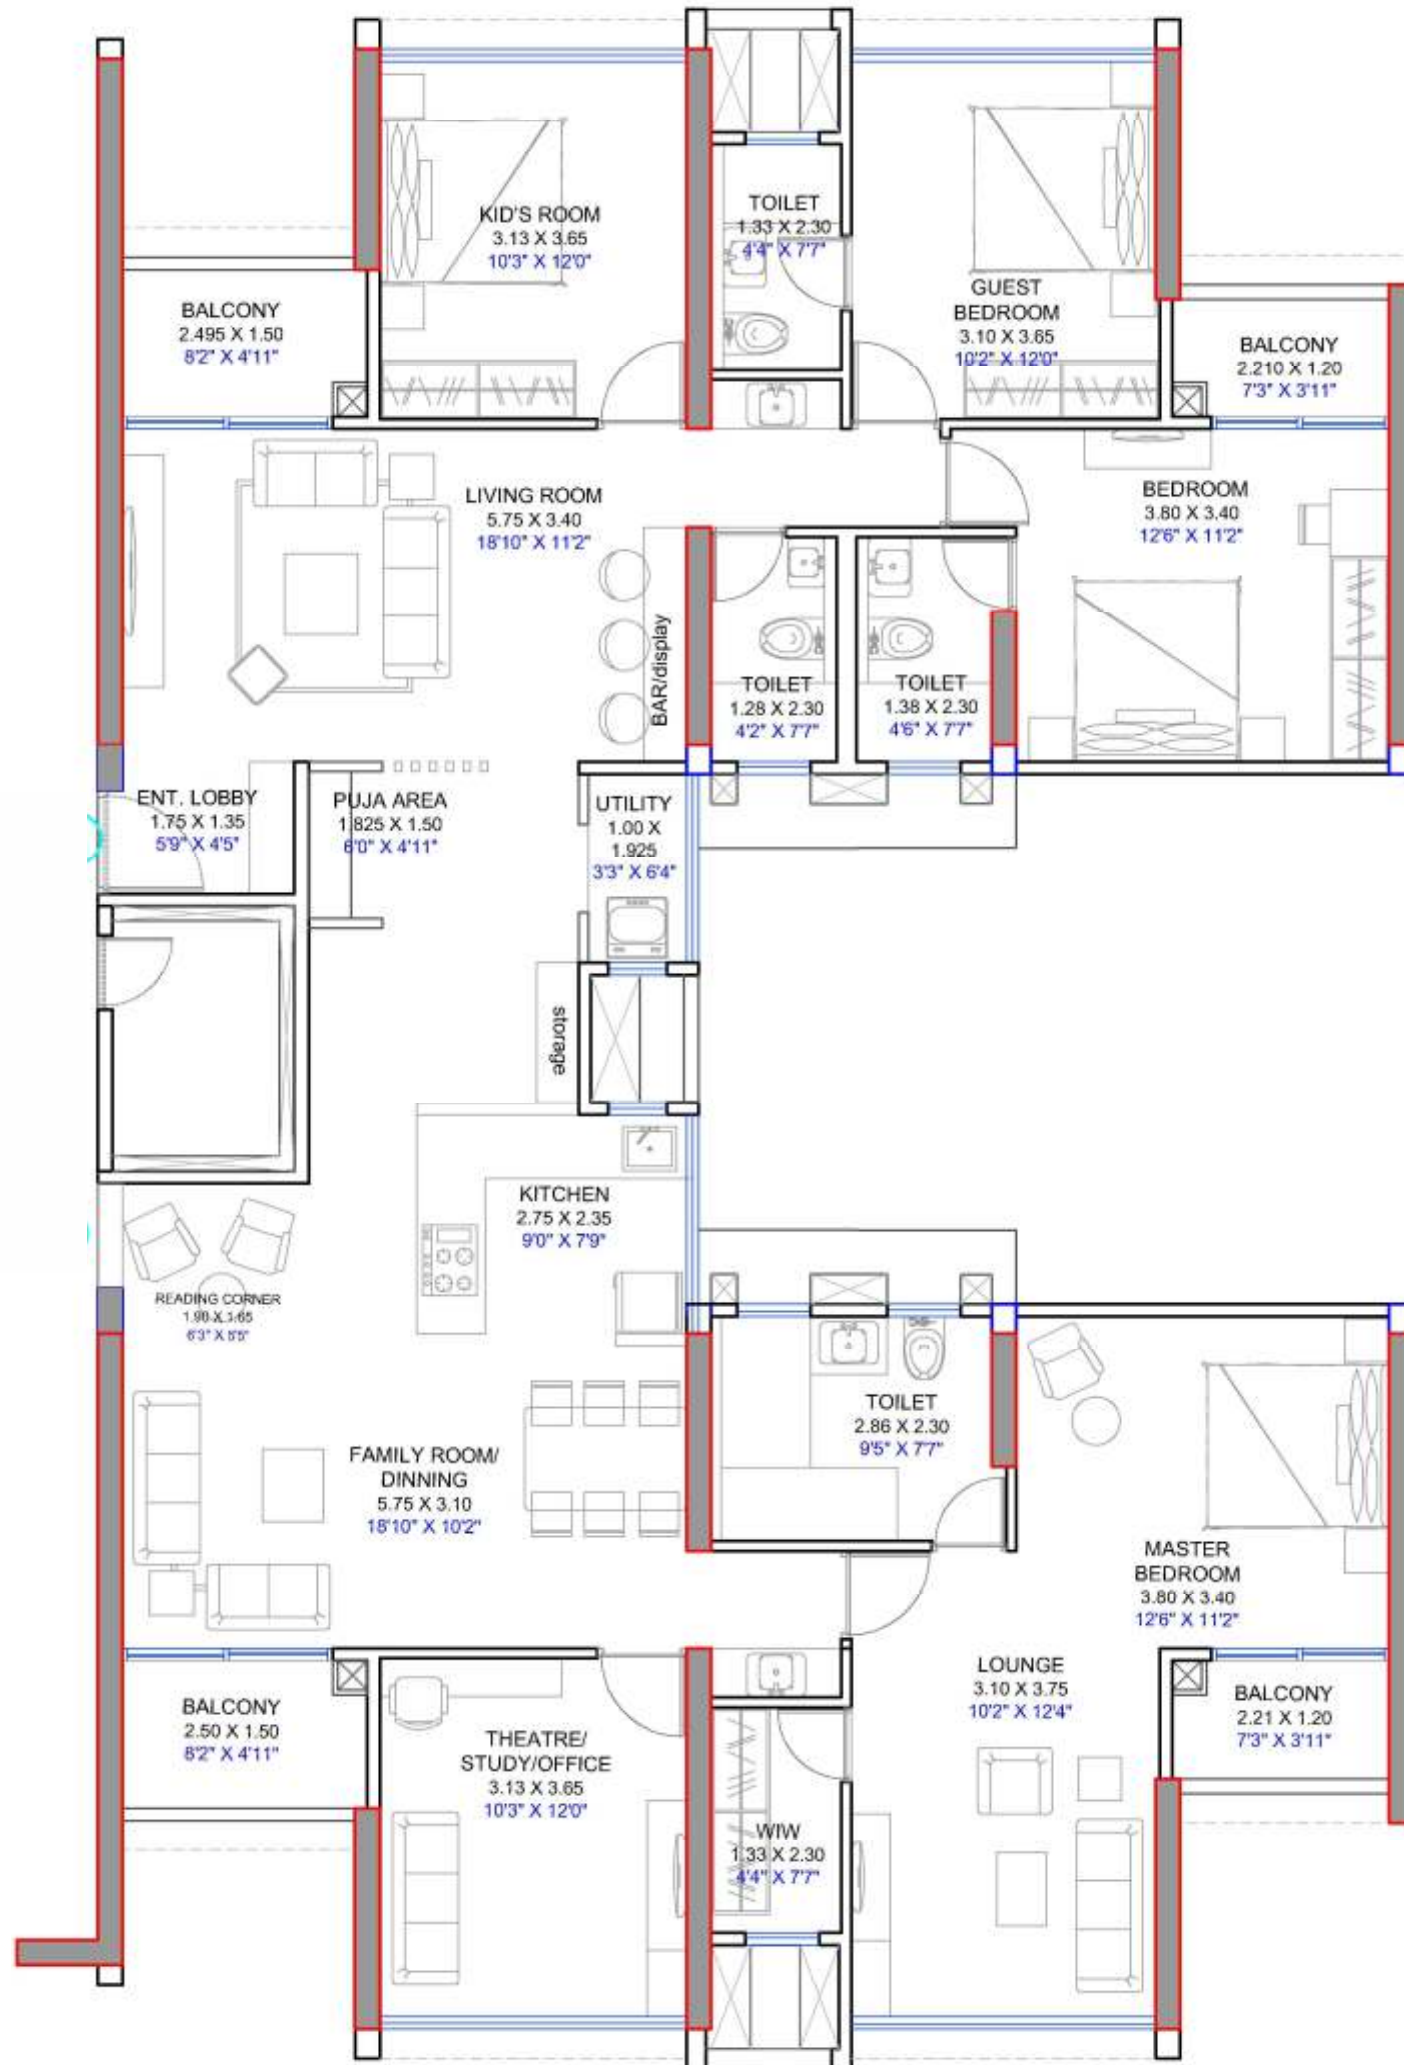 KID'S ROOM
3.13 X 3.65
10'3" X 12'0"
TOILET
1.33 X 2.30
4'4" X 7'7"
GUEST
BEDROOM
3.10 X 3.65
10'2" X 12'0"
BALCONY
2.495 X 1.50
8'2" X 4'11"
BALCONY
2.210 X 1.20
7'3" X 3'11"
LIVING ROOM
5.75 X 3.40
18'10" X 11'2"
BEDROOM
3.80 X 3.40
12'6" X 11'2"
BAR/display
TOILET
1.28 X 2.30
4'2" X 7'7"
TOILET
1.38 X 2.30
4'6" X 7'7"
ENT. LOBBY
1.75 X 1.35
5'9" X 4'5"
PUJA AREA
1.825 X 1.50
6'0" X 4'11"
UTILITY
1.00 X
1.925
3'3" X 6'4"
storage
KITCHEN
2.75 X 2.35
9'0" X 7'9"
READING CORNER
1.90 X 1.65
6'3" X 5'5"
TOILET
2.86 X 2.30
9'5" X 7'7"
FAMILY ROOM/
DINNING
5.75 X 3.10
18'10" X 10'2"
MASTER
BEDROOM
3.80 X 3.40
12'6" X 11'2"
LOUNGE
3.10 X 3.75
10'2" X 12'4"
BALCONY
2.50 X 1.50
8'2" X 4'11"
BALCONY
2.21 X 1.20
7'3" X 3'11"
THEATRE/
STUDY/OFFICE
3.13 X 3.65
10'3" X 12'0"
WIW
1.33 X 2.30
4'4" X 7'7"